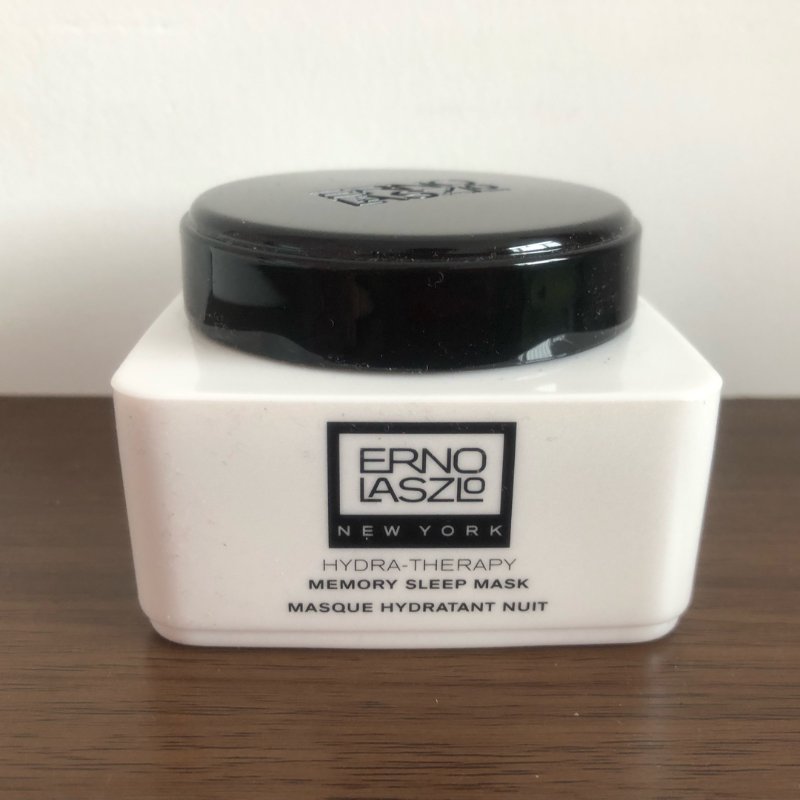 ERNO
LASZLO
NEW YORK
HYDRA-THERAPY
MEMORY SLEEP MASK
MASQUE HYDRATANT NUIT